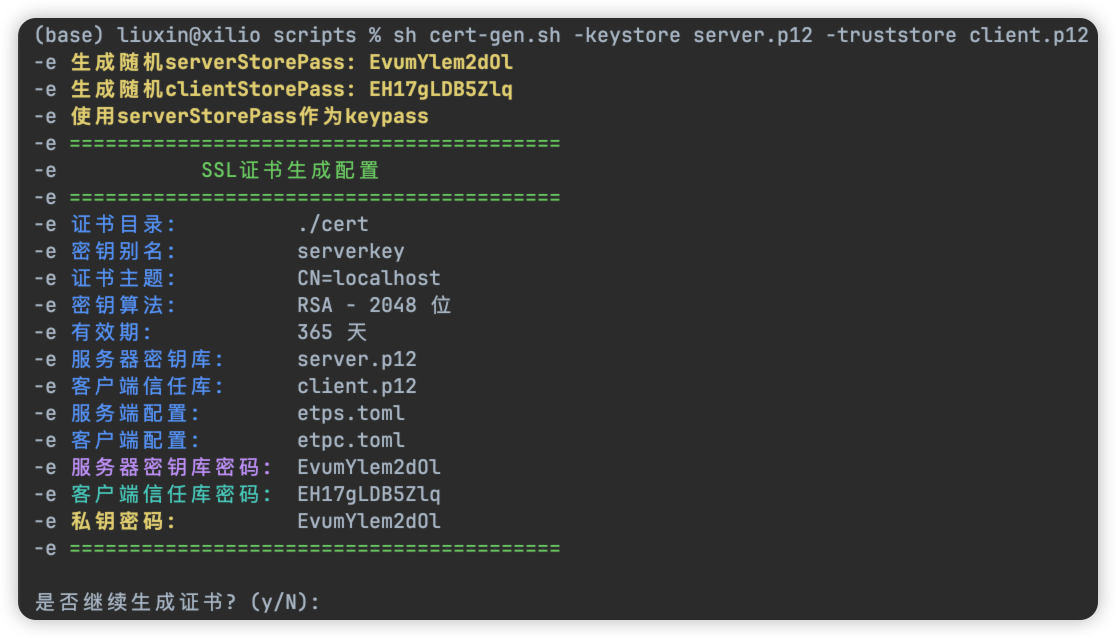 (base) liuxin@xilio scripts % sh cert-gen.sh -keystore server.p12 -truststore client.p12
-e 生成随机serverStorePass: EvumYlem2dOl
-e 生成随机clientStorePass: EH17gLDB5Zlq
-e 使用serverStorePass作为keypass
-e =========================================
-e            SSL证书生成配置
-e =========================================
-e 证书目录:          ./cert
-e 密钥别名:          serverkey
-e 证书主题:          CN=localhost
-e 密钥算法:          RSA - 2048 位
-e 有效期:            365 天
-e 服务器密钥库:      server.p12
-e 客户端信任库:      client.p12
-e 服务端配置:        etps.toml
-e 客户端配置:        etpc.toml
-e 服务器密钥库密码:  EvumYlem2dOl
-e 客户端信任库密码:  EH17gLDB5Zlq
-e 私钥密码:          EvumYlem2dOl
-e =========================================
是否继续生成证书? (y/N):